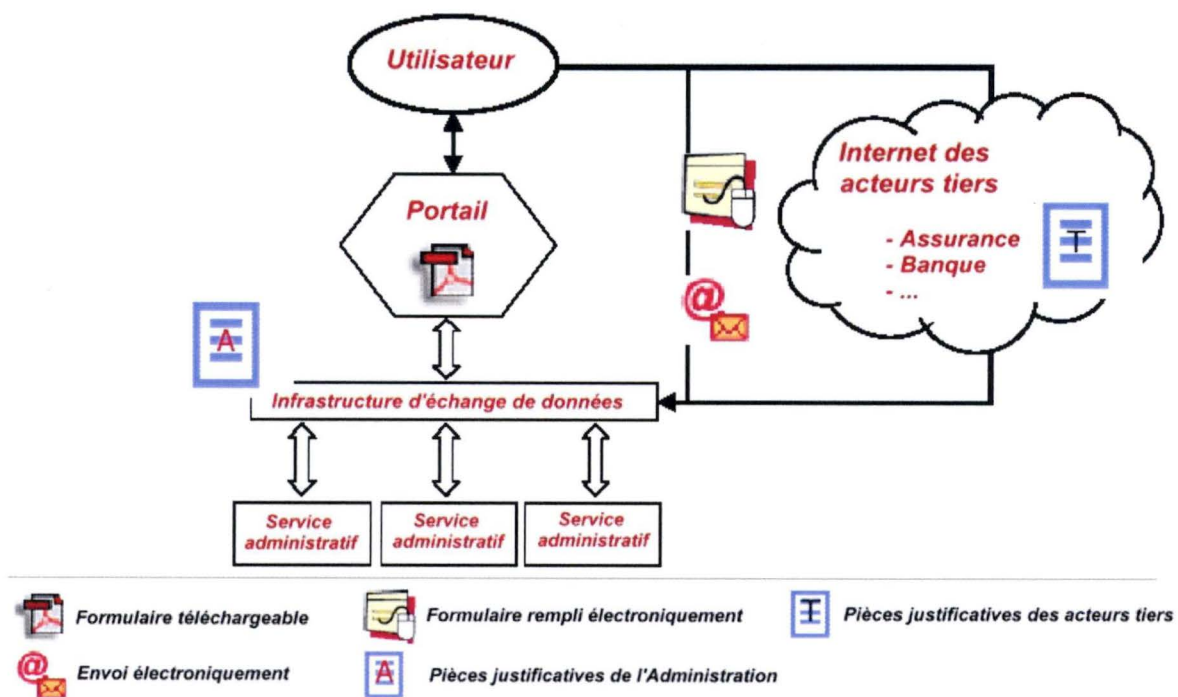 Utilisateur
Internet des
acteurs tiers
- Assurance
- Banque
- ...
T
Portail
A
Infrastructure d'échange de données
Service
administratif
Service
administratif
Service
administratif
Formulaire téléchargeable
Formulaire rempli électroniquement
T
Pièces justificatives des acteurs tiers
@
Envoi électroniquement
A
Pièces justificatives de l'Administration